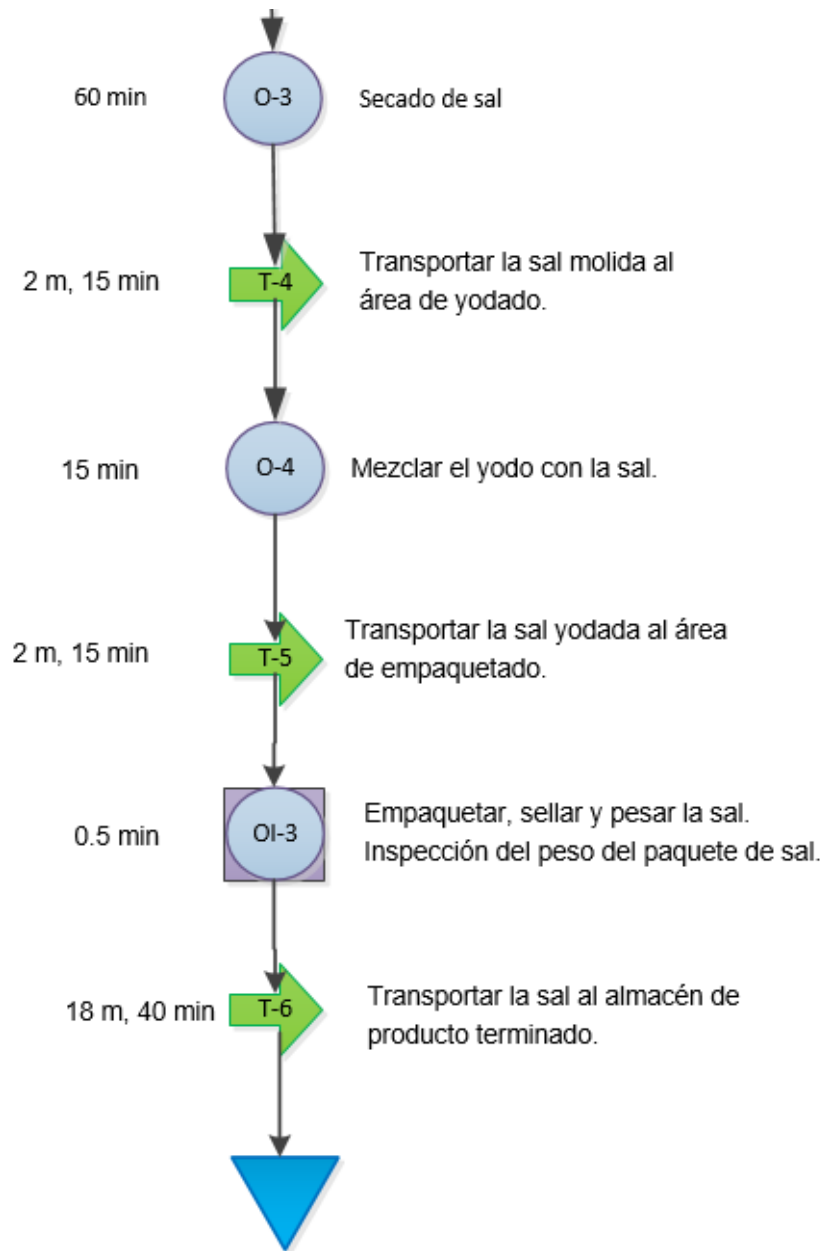 60 min
O-3
Secado de sal
2 m, 15 min
T-4
Transportar la sal molida al
área de yodado.
15 min
O-4
Mezclar el yodo con la sal.
2 m, 15 min
T-5
Transportar la sal yodada al área
de empaquetado.
0.5 min
OI-3
Empaquetar, sellar y pesar la sal.
Inspección del peso del paquete de sal.
18 m, 40 min
T-6
Transportar la sal al almacén de
producto terminado.